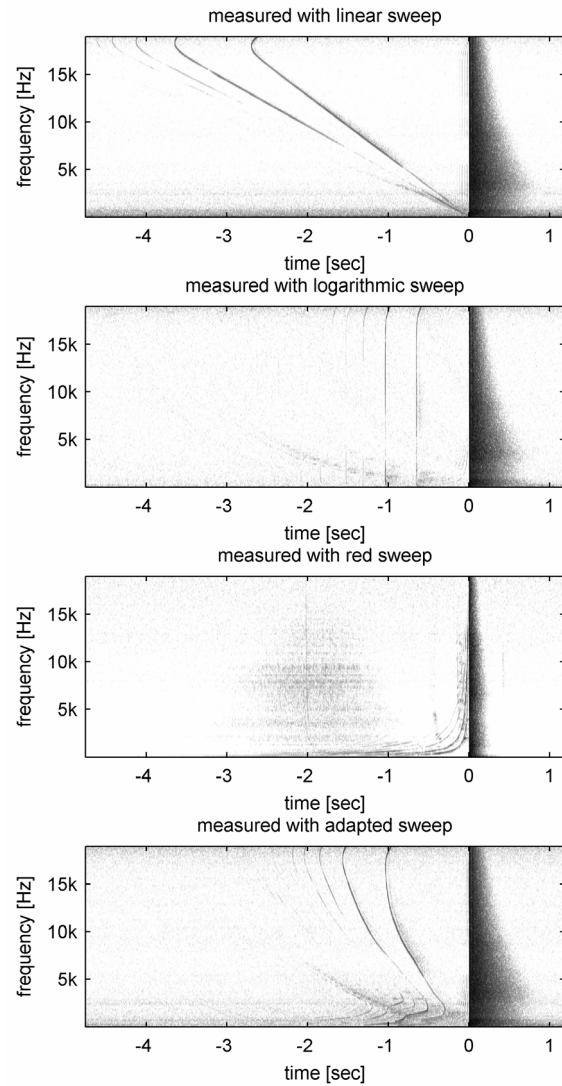 measured with linear sweep
frequency [Hz]
15k
10k
5k
-4 -3 -2 -1 0 1
time [sec]
measured with logarithmic sweep
frequency [Hz]
15k
10k
5k
-4 -3 -2 -1 0 1
time [sec]
measured with red sweep
frequency [Hz]
15k
10k
5k
-4 -3 -2 -1 0 1
time [sec]
measured with adapted sweep
frequency [Hz]
15k
10k
5k
-4 -3 -2 -1 0 1
time [sec]